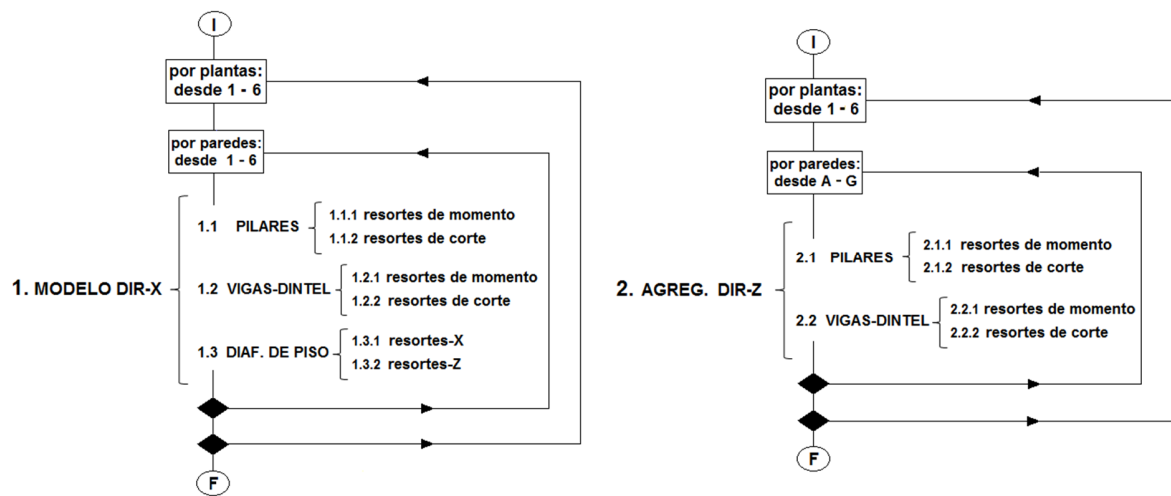 I
por plantas:
desde 1 - 6
por paredes:
desde 1 - 6
1. MODELO DIR-X
1.1 PILARES
1.1.1 resortes de momento
1.1.2 resortes de corte
1.2 VIGAS-DINTEL
1.2.1 resortes de momento
1.2.2 resortes de corte
1.3 DIAF. DE PISO
1.3.1 resortes-X
1.3.2 resortes-Z
F
I
por plantas:
desde 1 - 6
por paredes:
desde A - G
2. AGREG. DIR-Z
2.1 PILARES
2.1.1 resortes de momento
2.1.2 resortes de corte
2.2 VIGAS-DINTEL
2.2.1 resortes de momento
2.2.2 resortes de corte
F